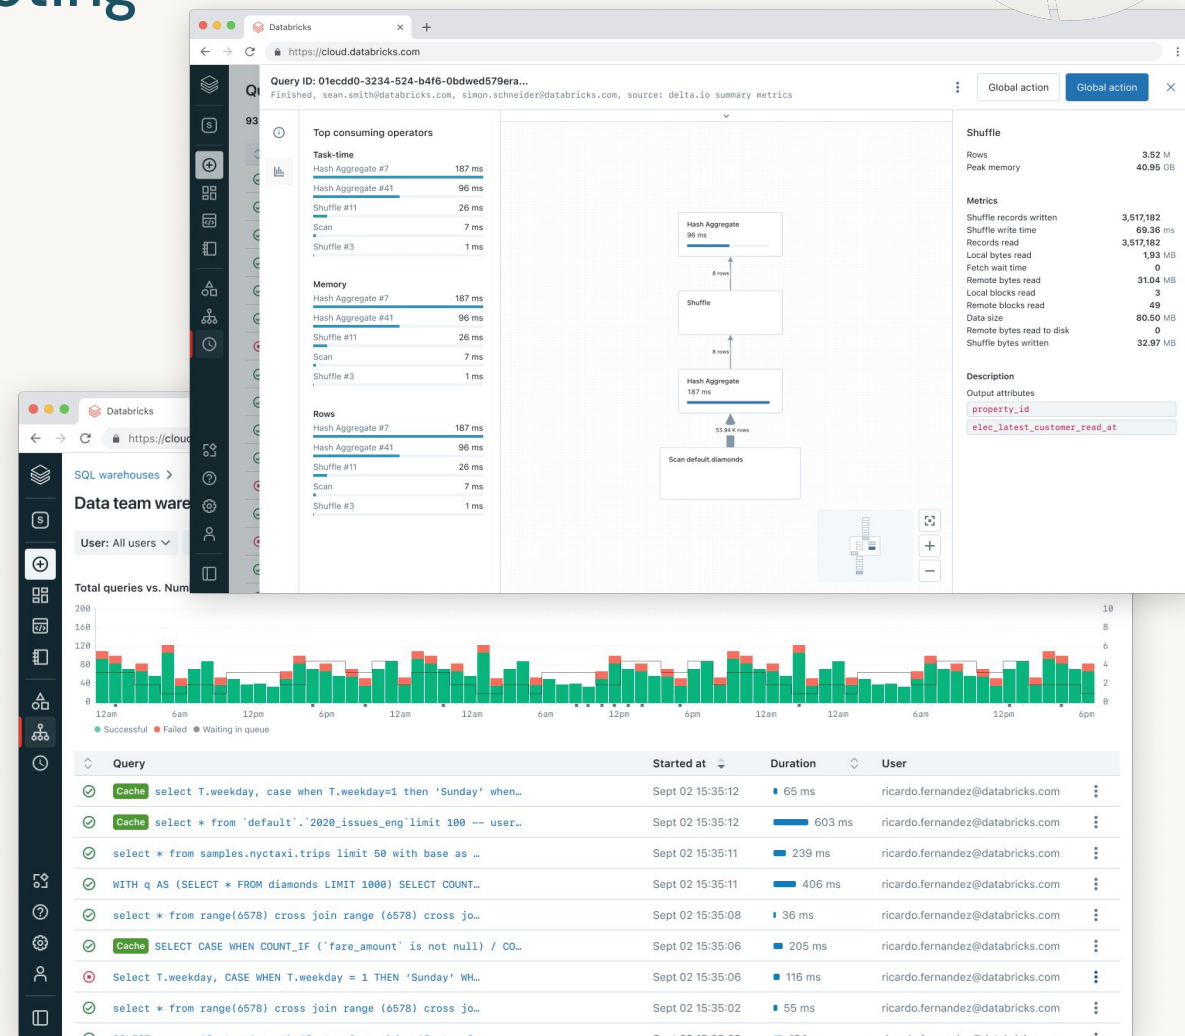 oting
Databricks
https://cloud.databricks.com
Query ID: 01ecdd0-3234-524-b4f6-0bdwed579era...
Finished, sean.smith@databricks.com, simon.schneider@databricks.com, source: delta.io summary metrics
Global action
Global action
93
Top consuming operators
Task-time
Hash Aggregate #7 187 ms
Hash Aggregate #41 96 ms
Shuffle #11 26 ms
Scan 7 ms
Shuffle #3 1 ms
Memory
Hash Aggregate #7 187 ms
Hash Aggregate #41 96 ms
Shuffle #11 26 ms
Scan 7 ms
Shuffle #3 1 ms
Rows
Hash Aggregate #7 187 ms
Hash Aggregate #41 96 ms
Shuffle #11 26 ms
Scan 7 ms
Shuffle #3 1 ms
Hash Aggregate
96 ms
8 rows
Shuffle
8 rows
Hash Aggregate
187 ms
53.94 K rows
Scan default.diamonds
Shuffle
Rows 3.52 M
Peak memory 40.95 GB
Metrics
Shuffle records written 3,517,182
Shuffle write time 69.36 ms
Records read 3,517,182
Local bytes read 1,93 MB
Fetch wait time 0
Remote bytes read 31.04 MB
Local blocks read 3
Remote blocks read 49
Data size 80.50 MB
Remote bytes read to disk 0
Shuffle bytes written 32.97 MB
Description
Output attributes
property_id
elec_latest_customer_read_at
Databricks
https://clouc
SQL warehouses >
Data team ware
User: All users
Total queries vs. Num
200 10
160 8
120 6
80 4
40 2
0 0
12am 6am 12pm 6pm 12am 12am 6am 12pm 6pm 12am 12am 6am 12pm 6pm
Successful Failed Waiting in queue
Query Started at Duration User
Cache select T.weekday, case when T.weekday=1 then ‘Sunday’ when… Sept 02 15:35:12 65 ms ricardo.fernandez@databricks.com
Cache select * from `default`.`2020_issues_eng`limit 100 -- user… Sept 02 15:35:12 603 ms ricardo.fernandez@databricks.com
select * from samples.nyctaxi.trips limit 50 with base as … Sept 02 15:35:11 239 ms ricardo.fernandez@databricks.com
WITH q AS (SELECT * FROM diamonds LIMIT 1000) SELECT COUNT… Sept 02 15:35:11 406 ms ricardo.fernandez@databricks.com
select * from range(6578) cross join range (6578) cross jo… Sept 02 15:35:08 36 ms ricardo.fernandez@databricks.com
Cache SELECT CASE WHEN COUNT_IF (`fare_amount` is not null) / CO… Sept 02 15:35:06 205 ms ricardo.fernandez@databricks.com
Select T.weekday, CASE WHEN T.weekday = 1 THEN ‘Sunday’ WH… Sept 02 15:35:06 116 ms ricardo.fernandez@databricks.com
select * from range(6578) cross join range (6578) cross jo… Sept 02 15:35:02 55 ms ricardo.fernandez@databricks.com